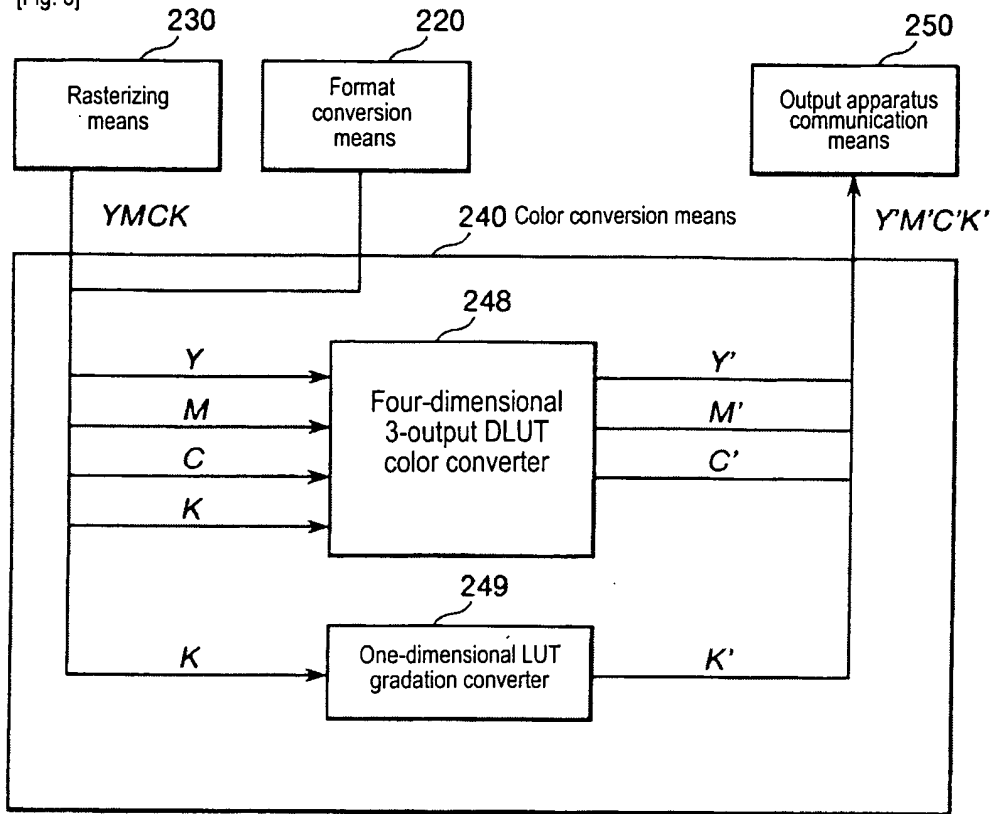 230
220
250
Rasterizing
means
Format
conversion
means
Output apparatus
communication
means
YMCK
240 Color conversion means
Y'M'C'K'
248
Y
M
C
K
Four-dimensional
3-output DLUT
color converter
Y'
M'
C'
249
K
One-dimensional LUT
gradation converter
K'